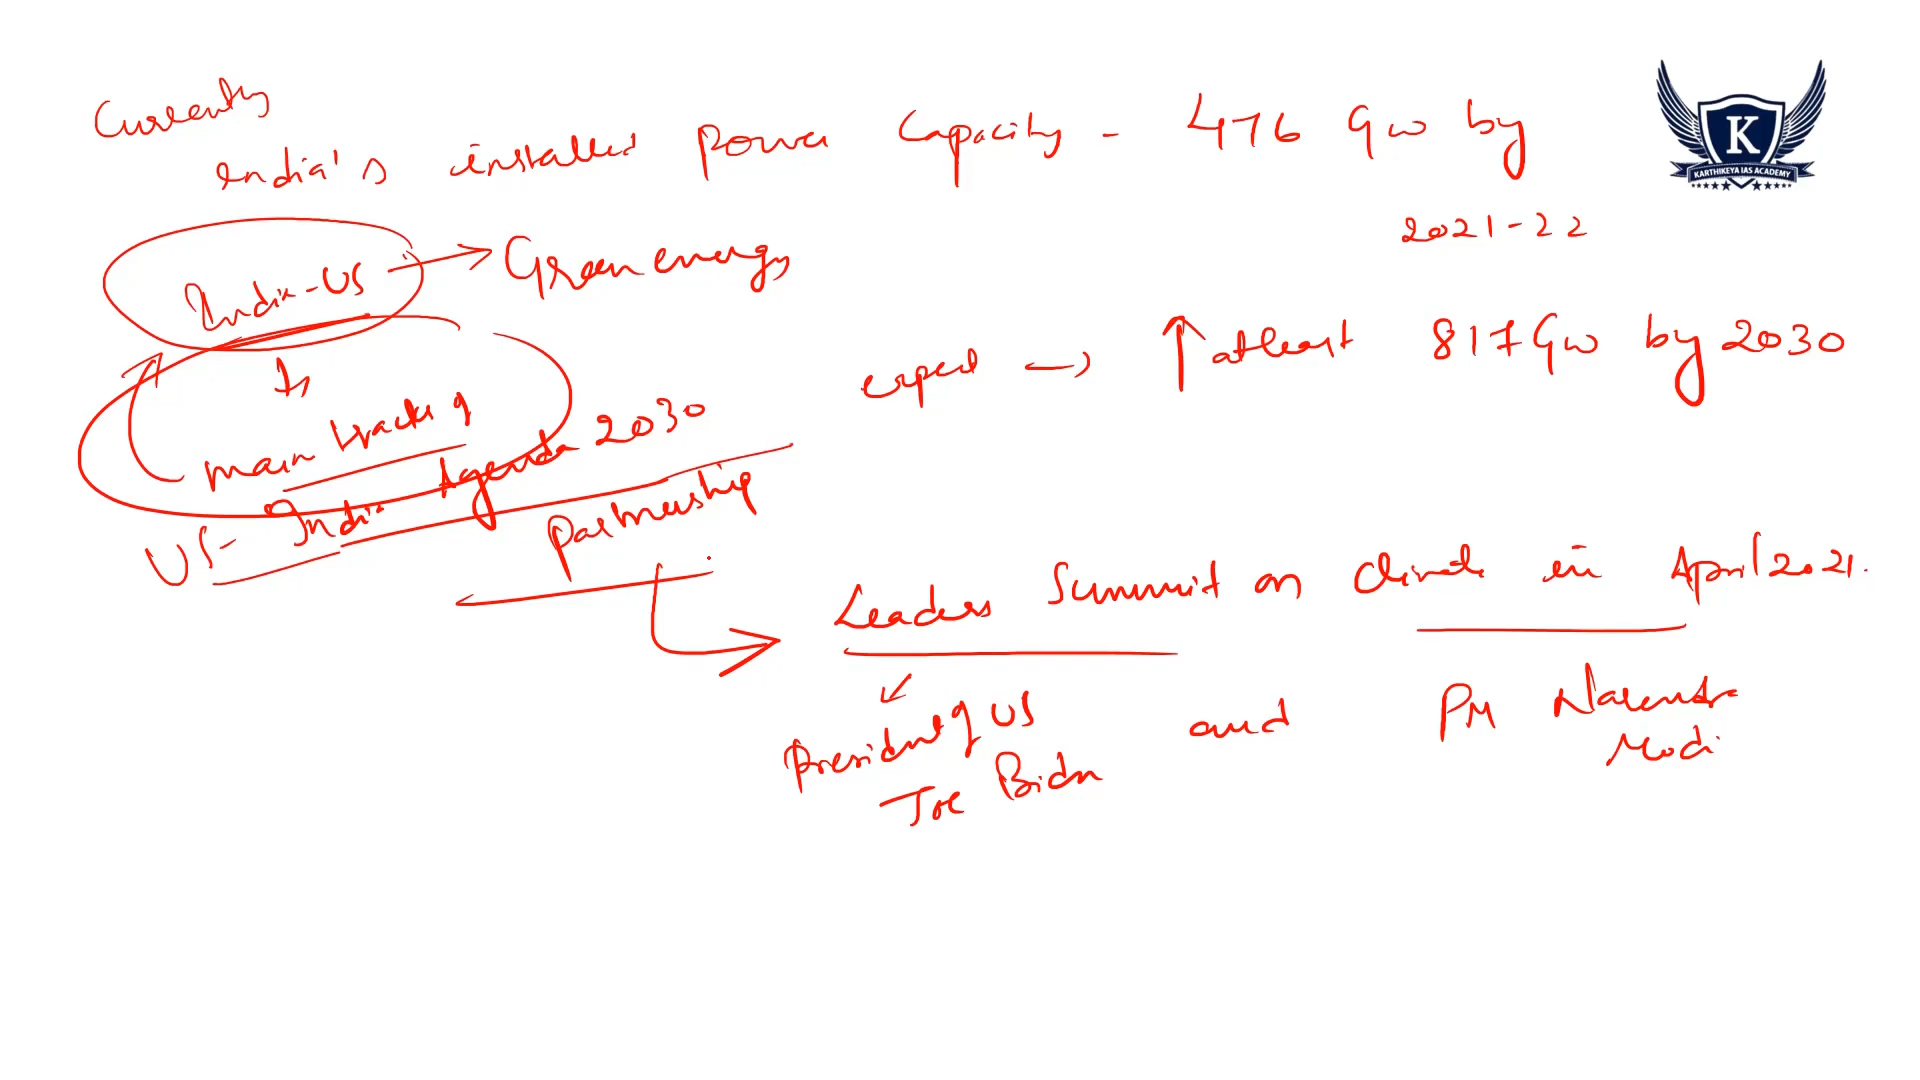 Currently
India's installed Power Capacity - 476 Gw by
2021-22
India-US → Green energy
expect → ↑ atleast 817 Gw by 2030
main tracks of
US- India Agenda 2030
Partnership
Leaders Summit on Climate in April 2021.
President of US and PM Narendra
Joe Biden Modi
K
KARTHIKEYA IAS ACADEMY